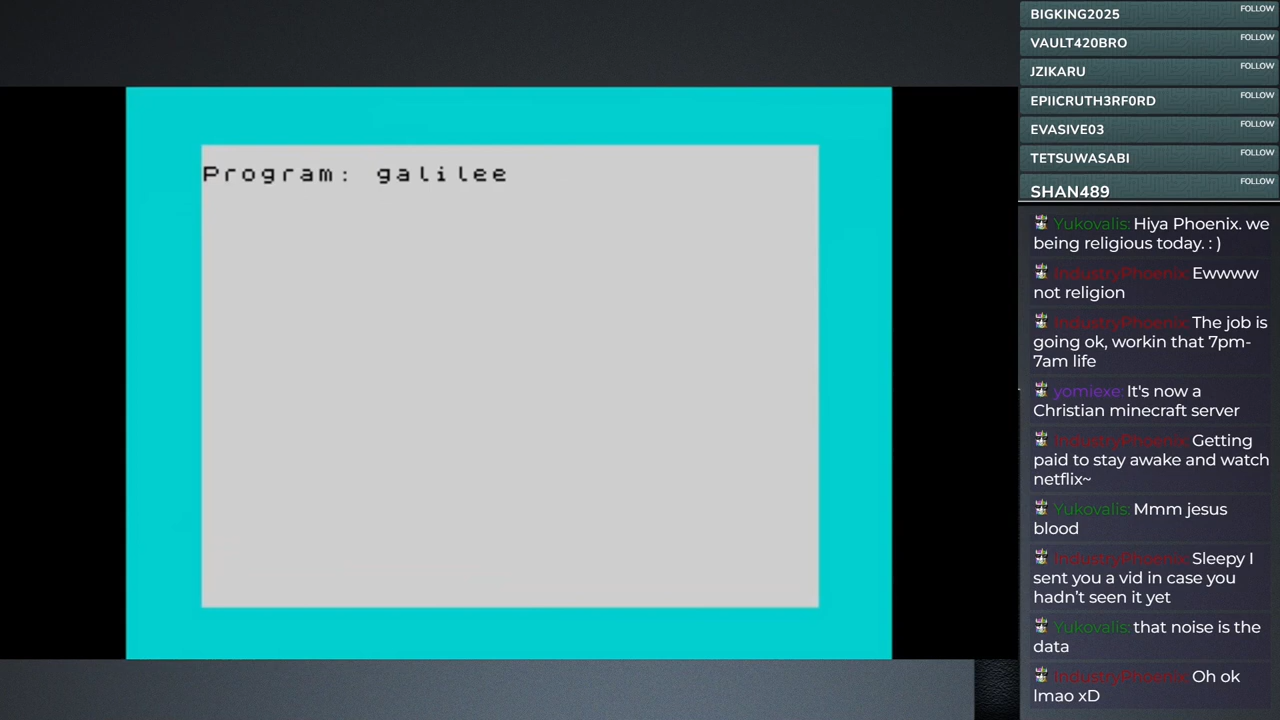 Program: galilee
BIGKING2025 FOLLOW
VAULT420BRO FOLLOW
JZIKARU FOLLOW
EPIICRUTH3RF0RD FOLLOW
EVASIVE03 FOLLOW
TETSUWASABI FOLLOW
SHAN489 FOLLOW
Yukovalis: Hiya Phoenix. we
being religious today. : )
IndustryPhoenix: Ewwww
not religion
IndustryPhoenix: The job is
going ok, workin that 7pm-
7am life
yomiexe: It's now a
Christian minecraft server
IndustryPhoenix: Getting
paid to stay awake and watch
netflix~
Yukovalis: Mmm jesus
blood
IndustryPhoenix: Sleepy I
sent you a vid in case you
hadn't seen it yet
Yukovalis: that noise is the
data
IndustryPhoenix: Oh ok
lmao xD